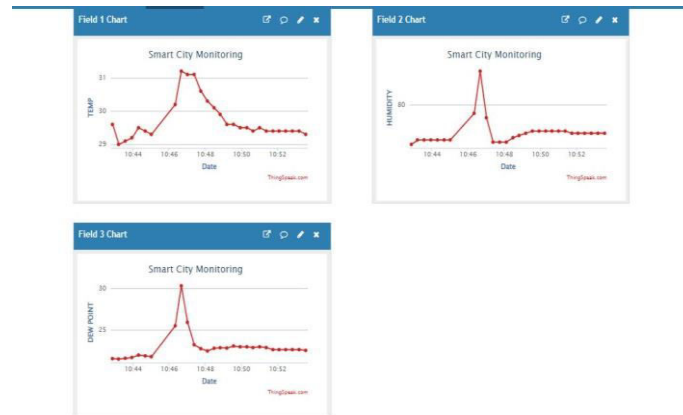 Field 1 Chart
Smart City Monitoring
TEMP
31
30
29
10:44 10:46 10:48 10:50 10:52
Date
ThingSpeak.com
Field 2 Chart
Smart City Monitoring
HUMIDITY
80
10:44 10:46 10:48 10:50 10:52
Date
ThingSpeak.com
Field 3 Chart
Smart City Monitoring
DEW POINT
30
25
10:44 10:46 10:48 10:50 10:52
Date
ThingSpeak.com